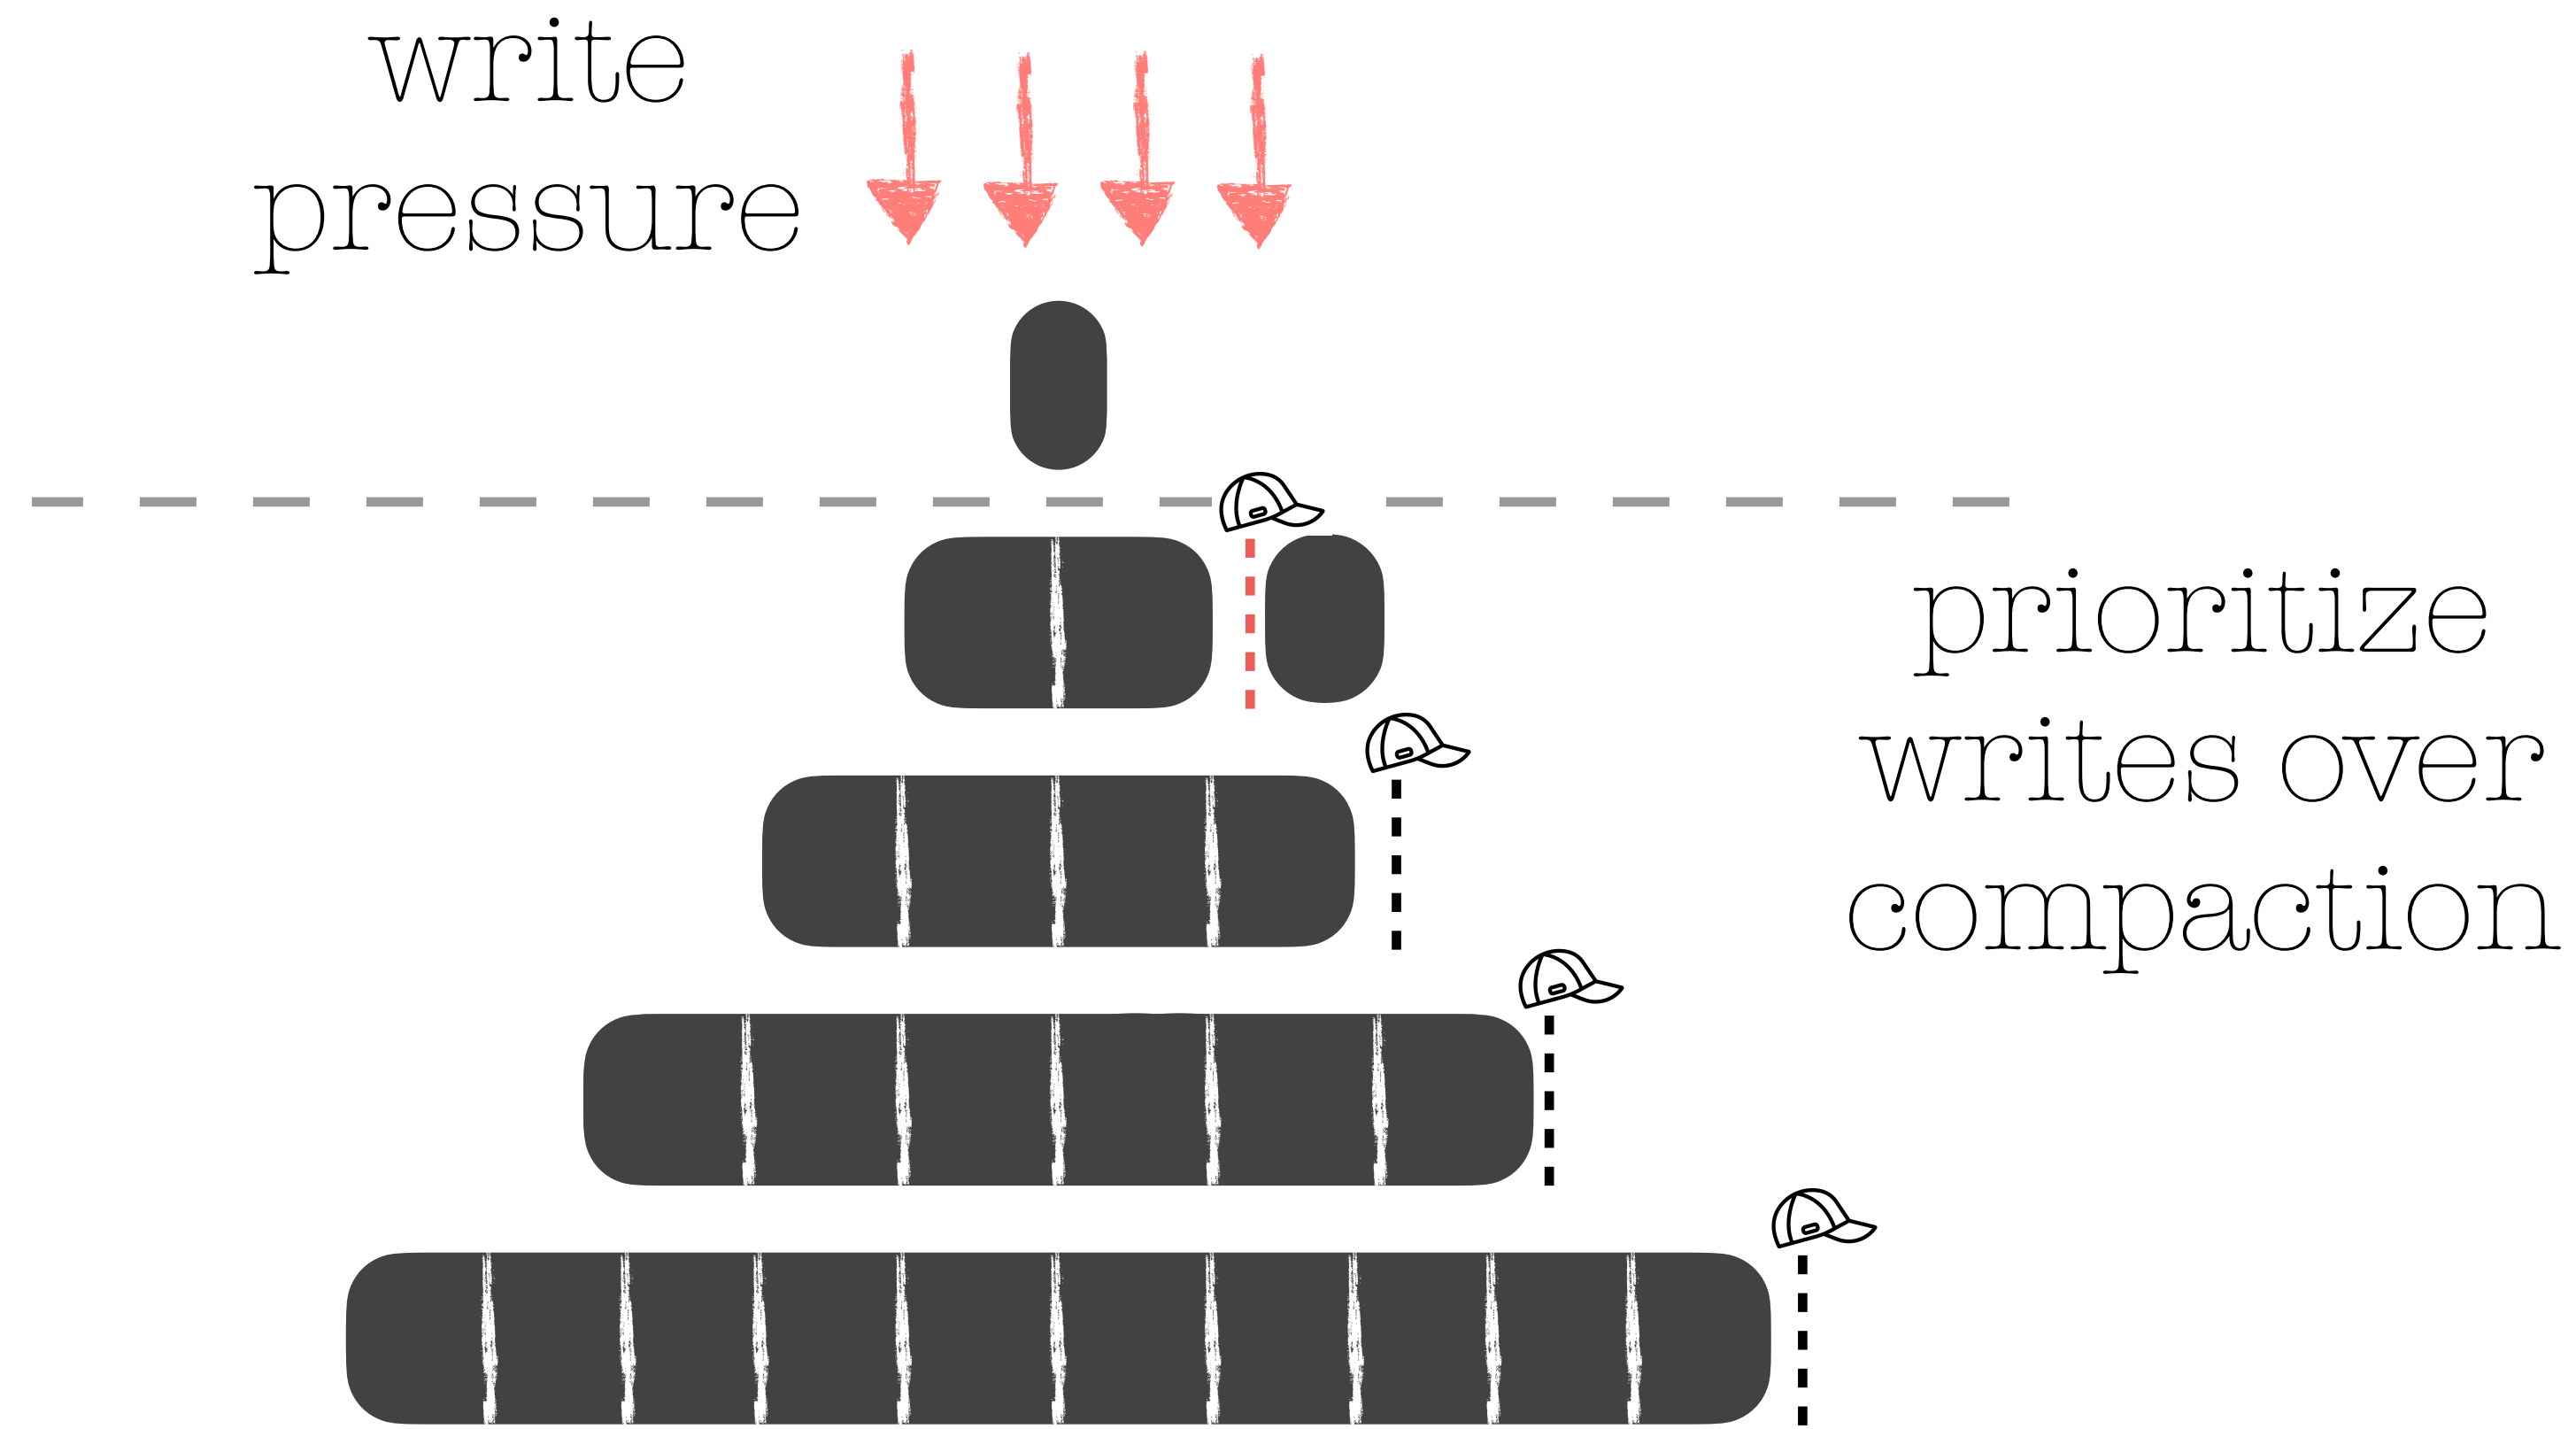 write
pressure
prioritize
writes over
compaction